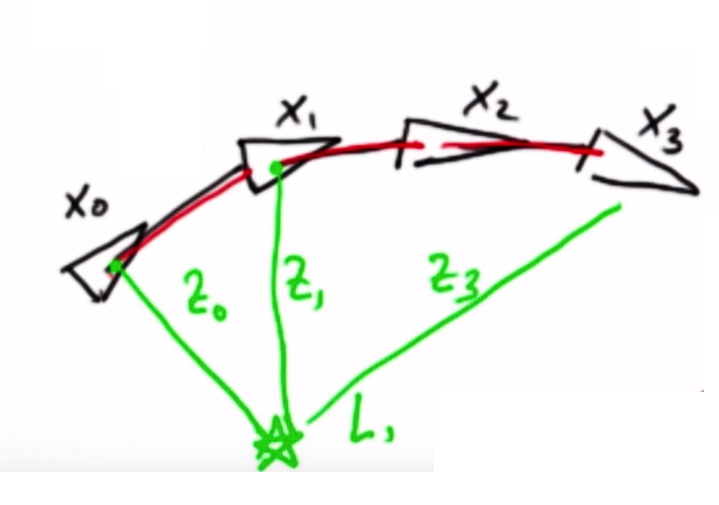 X₀
X₁
X₂
X₃
Z₀
Z₁
Z₃
L₁